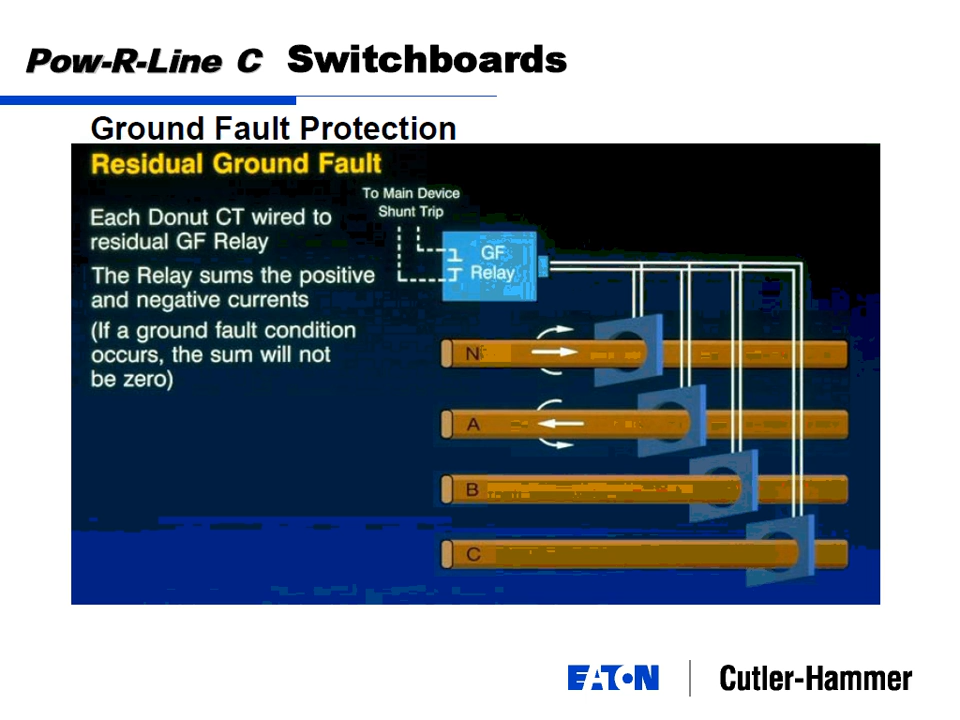 Pow-R-Line C Switchboards
Ground Fault Protection
Residual Ground Fault
To Main Device
Shunt Trip
Each Donut CT wired to
residual GF Relay
The Relay sums the positive
and negative currents
(If a ground fault condition
occurs, the sum will not
be zero)
GF
Relay
N
A
B
C
EATON
Cutler-Hammer